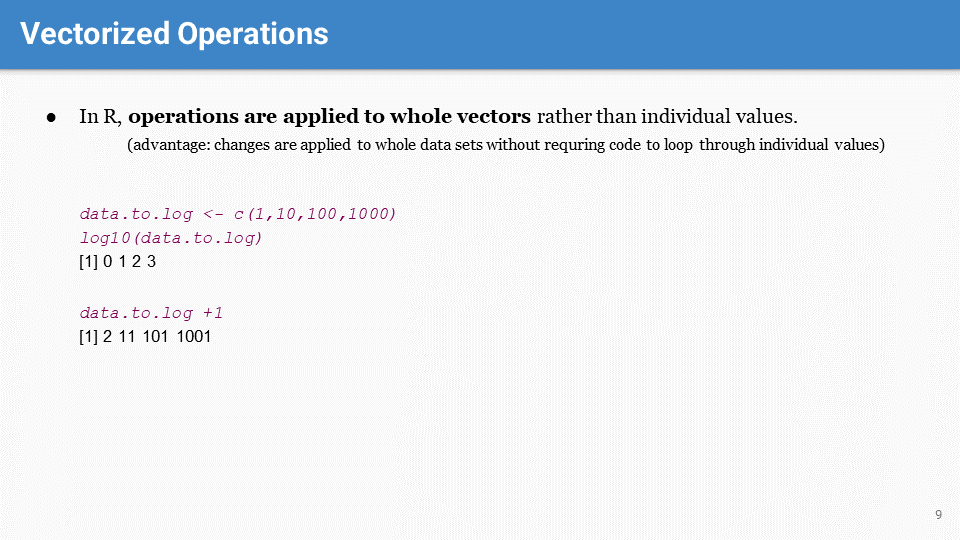 Vectorized Operations
● In R, operations are applied to whole vectors rather than individual values.
(advantage: changes are applied to whole data sets without requring code to loop through individual values)
data.to.log <- c(1,10,100,1000)
log10(data.to.log)
[1] 0 1 2 3
data.to.log +1
[1] 2 11 101 1001
9